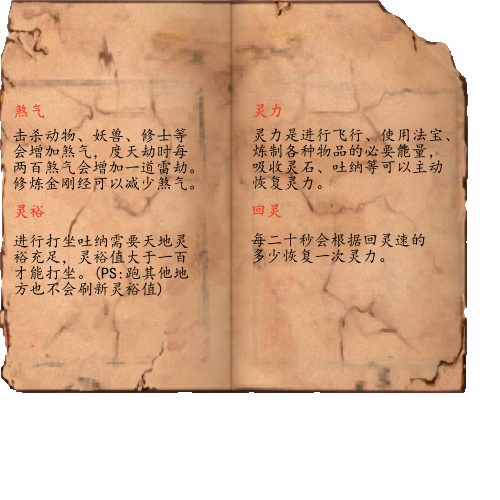 煞气
击杀动物、妖兽、修士等
会增加煞气，度天劫时每
两百煞气会增加一道雷劫。
修炼金刚经可以减少煞气。
灵裕
进行打坐吐纳需要天地灵
裕充足，灵裕值大于一百
才能打坐。(PS:跑其他地
方也不会刷新灵裕值)
灵力
灵力是进行飞行、使用法宝、
炼制各种物品的必要能量，
吸收灵石、吐纳等可以主动
恢复灵力。
回灵
每二十秒会根据回灵速的
多少恢复一次灵力。